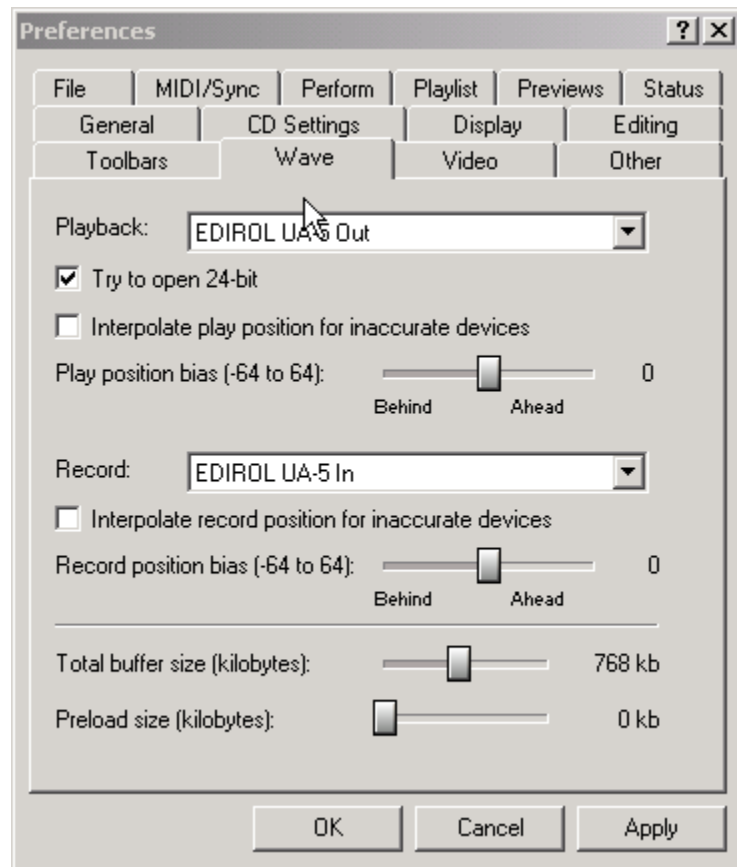 Preferences
File MIDI/Sync Perform Playlist Previews Status
General CD Settings Display Editing
Toolbars Wave Video Other
Playback: EDIROL UA-5 Out
Try to open 24-bit
Interpolate play position for inaccurate devices
Play position bias (-64 to 64): 0
Behind Ahead
Record: EDIROL UA-5 In
Interpolate record position for inaccurate devices
Record position bias (-64 to 64): 0
Behind Ahead
Total buffer size (kilobytes): 768 kb
Preload size (kilobytes): 0 kb
OK Cancel Apply